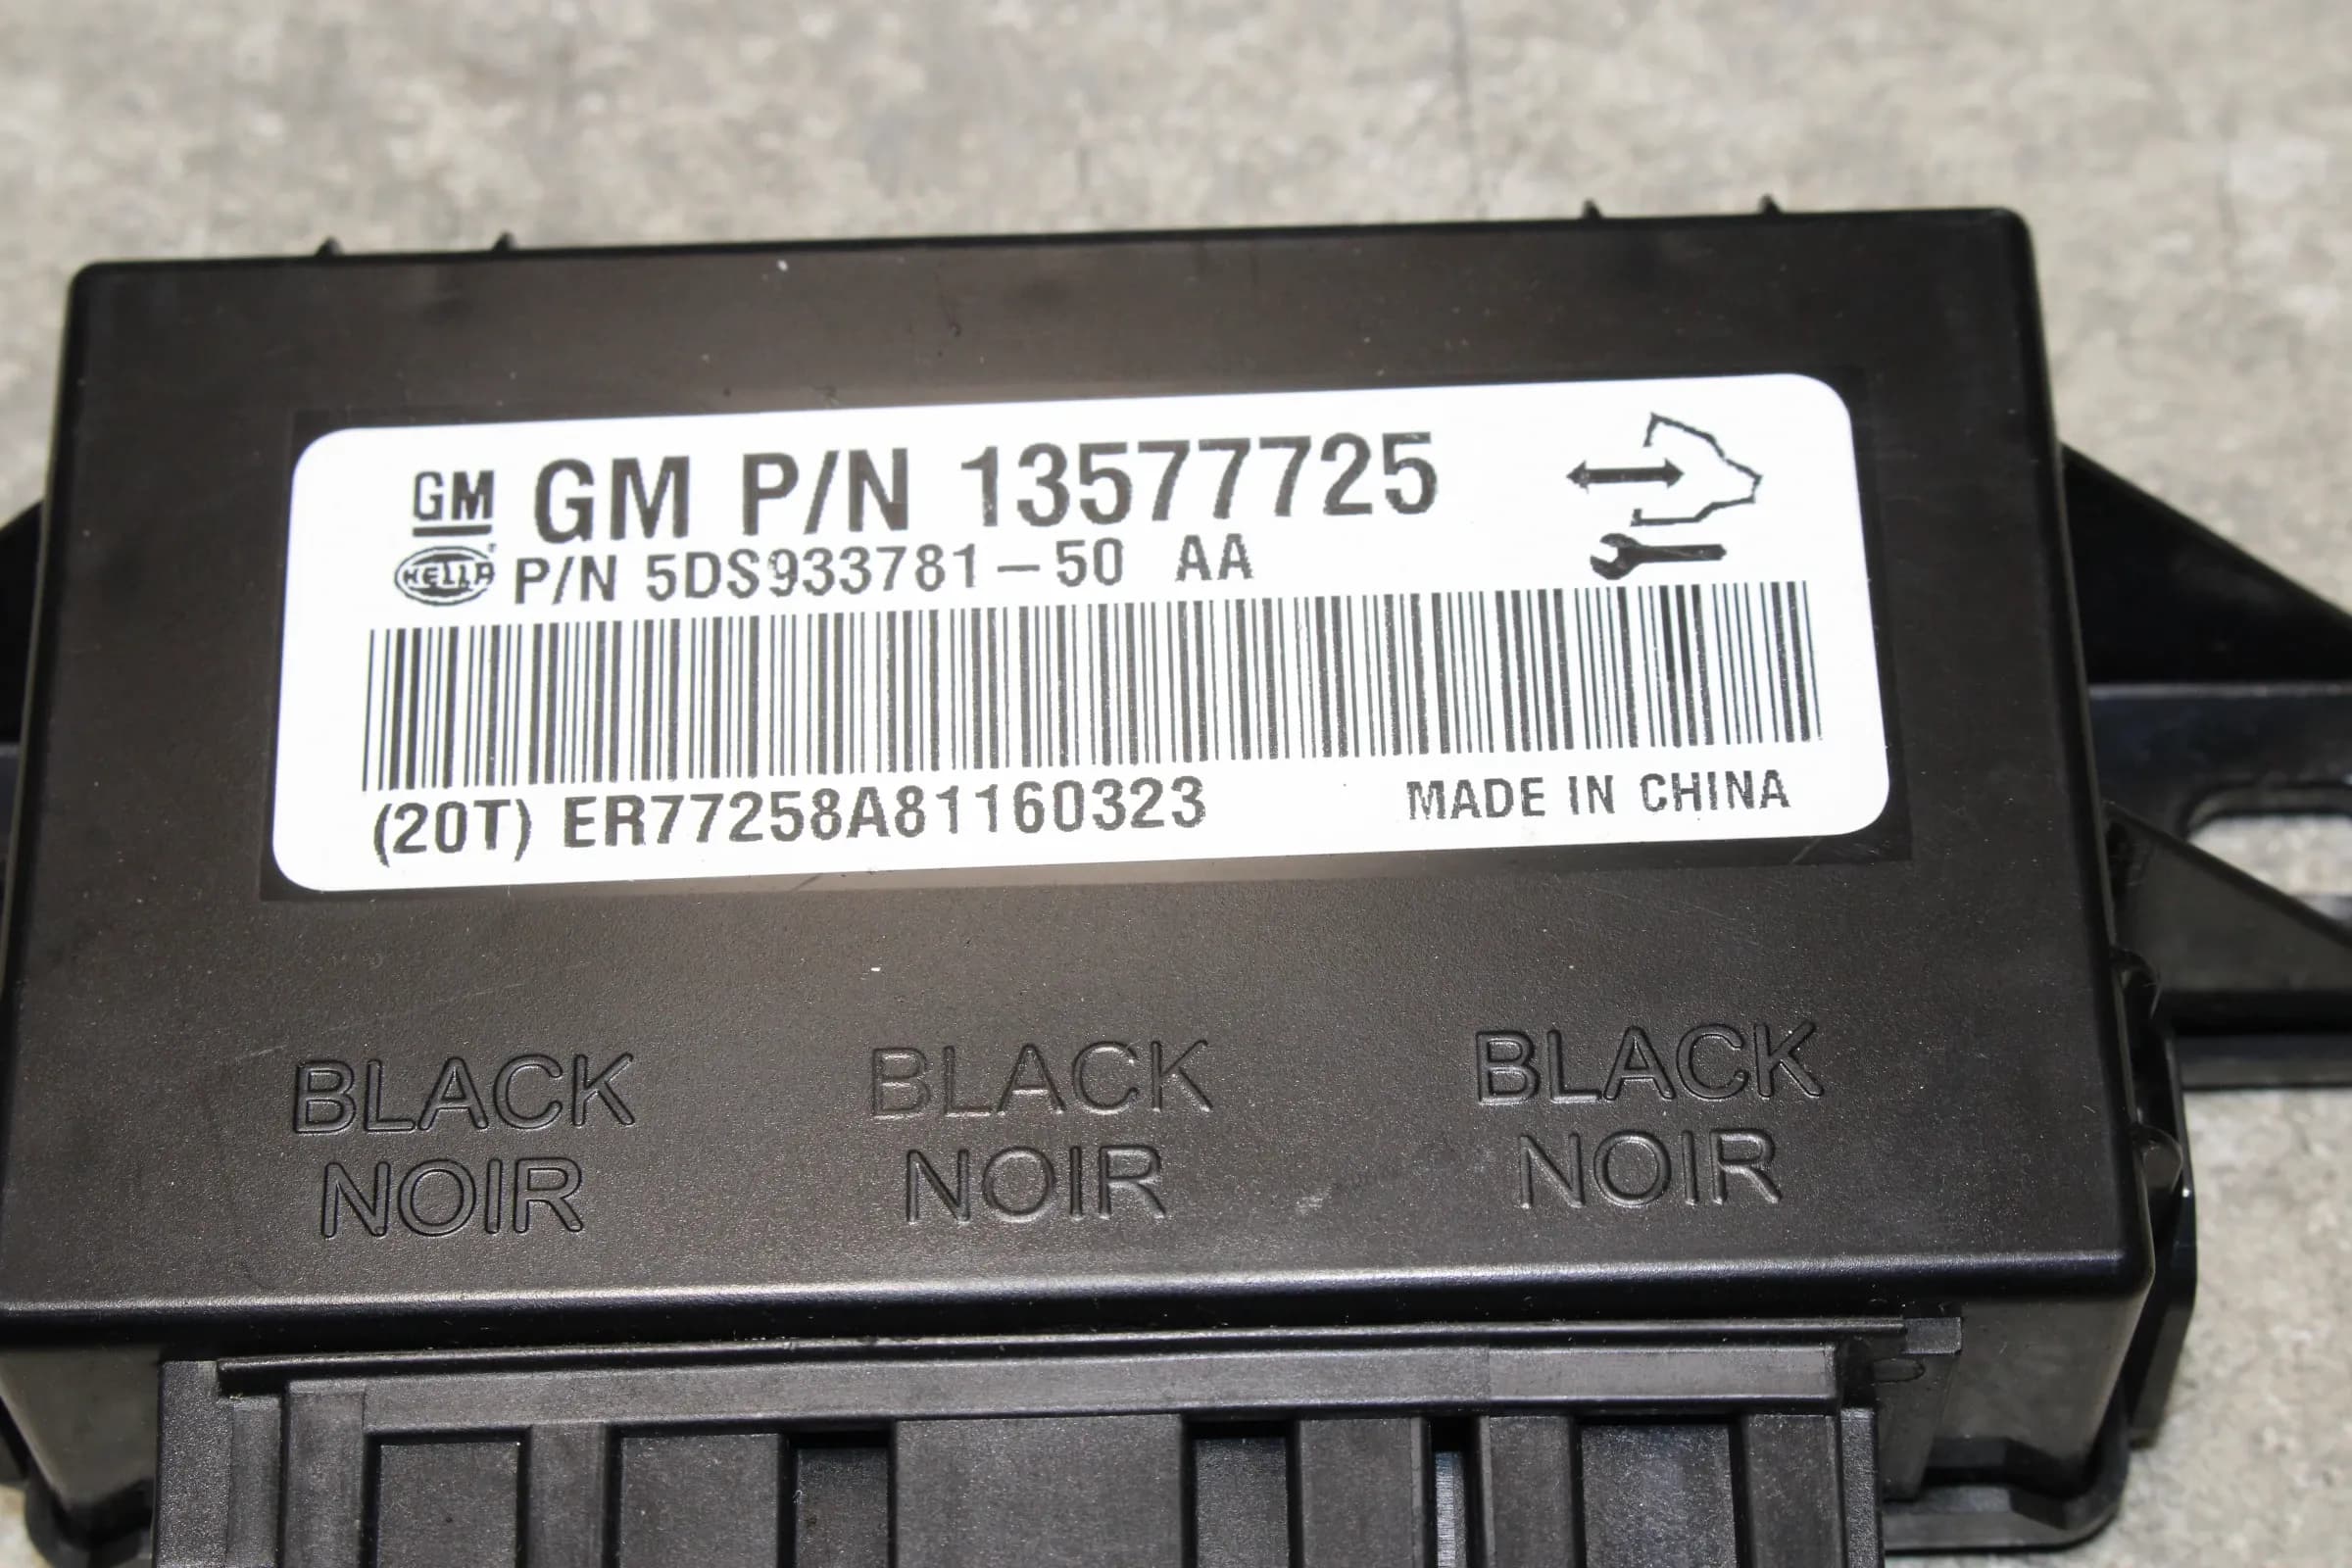 GM GM P/N 13577725
HELLA P/N 5DS933781-50 AA
(20T) ER77258A81160323 MADE IN CHINA
BLACK BLACK BLACK
NOIR NOIR NOIR